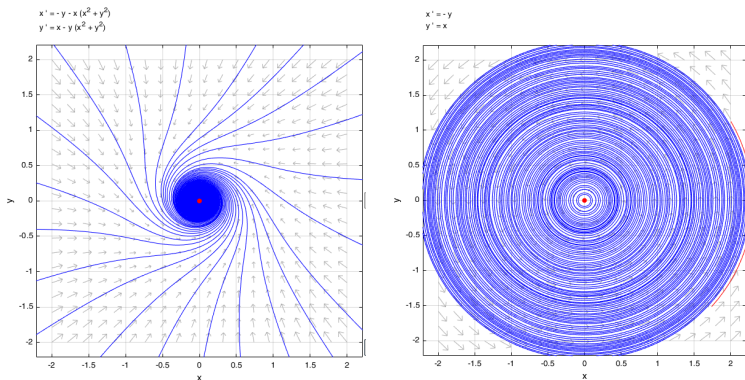 x ' = - y - x (x² + y²)
y ' = x - y (x² + y²)
2
1.5
1
0.5
0
-0.5
-1
-1.5
-2
y
-2 -1.5 -1 -0.5 0 0.5 1 1.5 2
x
x ' = - y
y ' = x
2
1.5
1
0.5
0
-0.5
-1
-1.5
-2
y
-2 -1.5 -1 -0.5 0 0.5 1 1.5 2
x